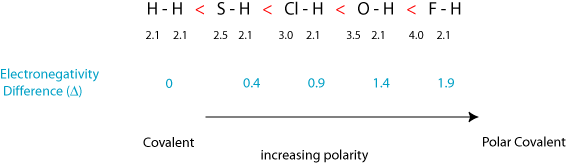 H - H < S - H < Cl - H < O - H < F - H
2.1 2.1 2.5 2.1 3.0 2.1 3.5 2.1 4.0 2.1
Electronegativity
Difference (Δ)
0 0.4 0.9 1.4 1.9
Covalent
increasing polarity
Polar Covalent